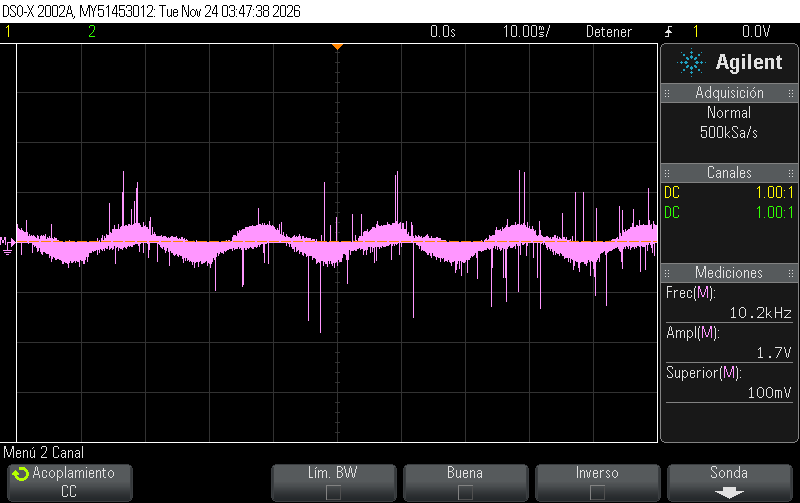 DSO-X 2002A, MY51453012: Tue Nov 24 03:47:38 2026
1 2 0.0s 10.00ms/ Detener 1 0.0V
Agilent
Adquisición
Normal
500kSa/s
Canales
DC 1.00:1
DC 1.00:1
Mediciones
Frec(M):
10.2kHz
Ampl(M):
1.7V
Superior(M):
100mV
M
Menú 2 Canal
Acoplamiento
CC
Lím. BW
Buena
Inverso
Sonda